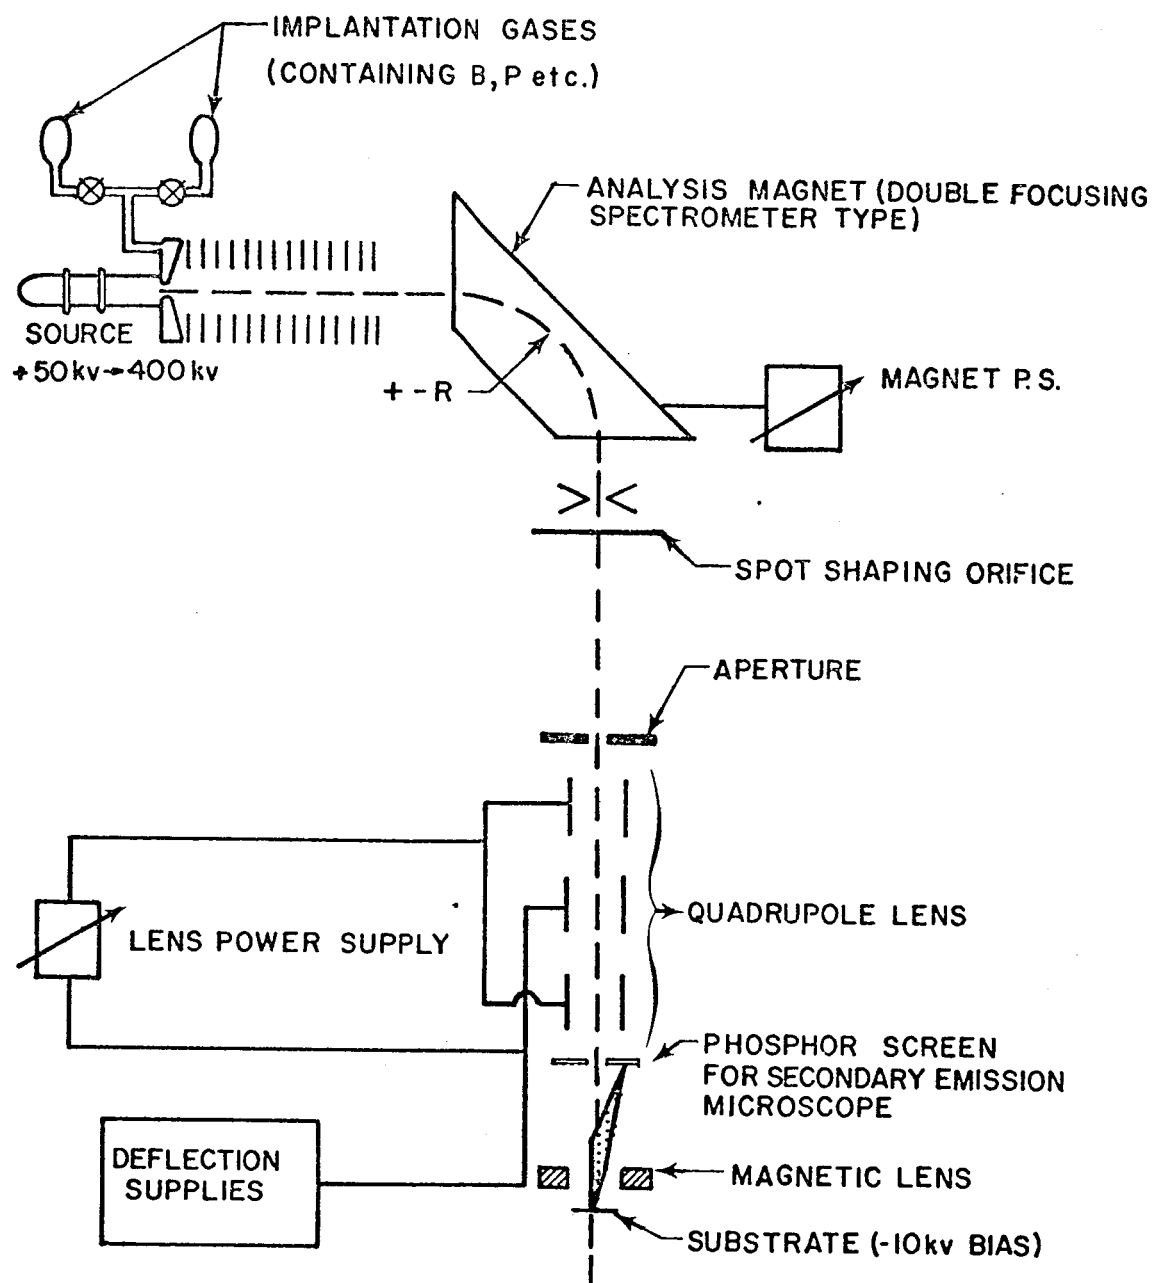 IMPLANTATION GASES
(CONTAINING B, P etc.)
ANALYSIS MAGNET (DOUBLE FOCUSING
SPECTROMETER TYPE)
SOURCE
+50kv→400kv
+-R
MAGNET P.S.
SPOT SHAPING ORIFICE
APERTURE
QUADRUPOLE LENS
LENS POWER SUPPLY
PHOSPHOR SCREEN
FOR SECONDARY EMISSION
MICROSCOPE
DEFLECTION
SUPPLIES
MAGNETIC LENS
SUBSTRATE (-10kv BIAS)